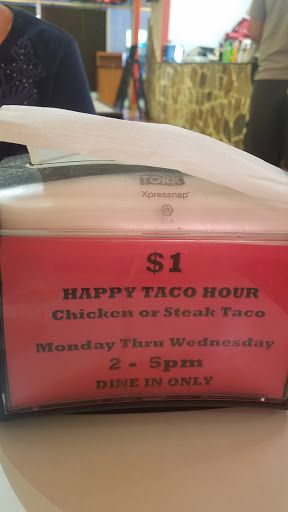 TORK
Xpressnap®
$1
HAPPY TACO HOUR
Chicken or Steak Taco
Monday Thru Wednesday
2 - 5pm
DINE IN ONLY